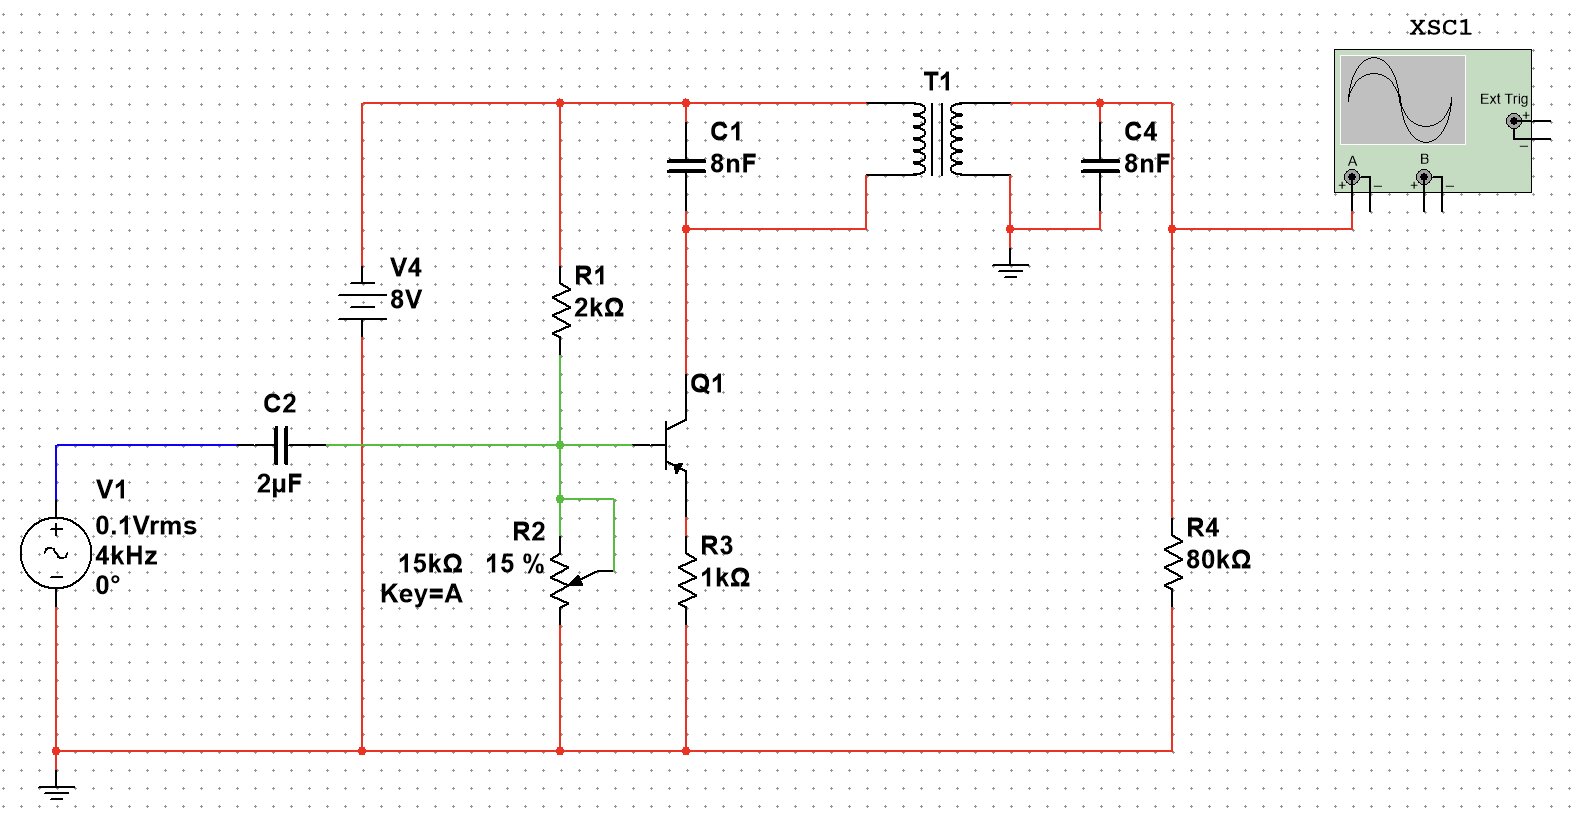 XSC1
Ext Trig
+
−
A
B
+
−
+
−
T1
C1
8nF
C4
8nF
V4
8V
R1
2kΩ
Q1
C2
2µF
V1
0.1Vrms
4kHz
0°
+
−
R2
15kΩ 15 %
Key=A
R3
1kΩ
R4
80kΩ